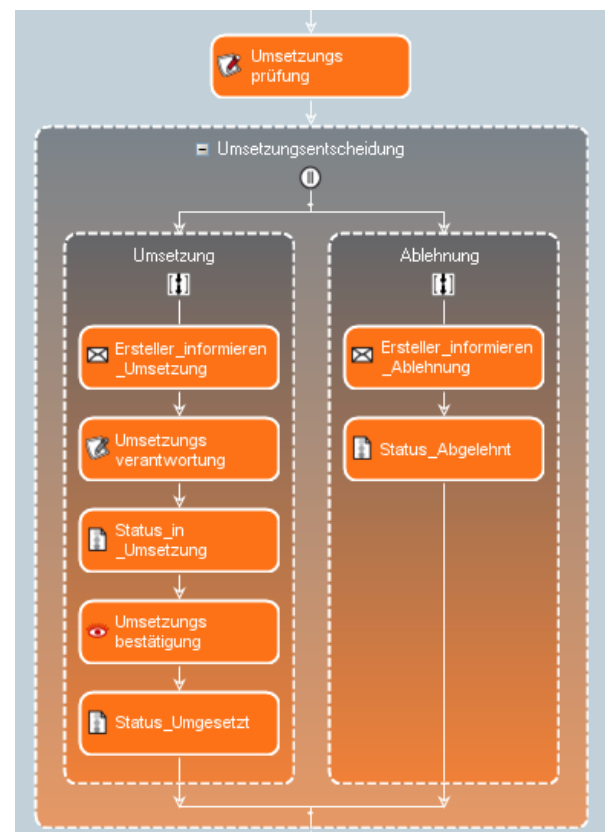 Umsetzungs
prüfung
Umsetzungsentscheidung
Umsetzung
Ersteller_informieren
_Umsetzung
Umsetzungs
verantwortung
Status_in
_Umsetzung
Umsetzungs
bestätigung
Status_Umgesetzt
Ablehnung
Ersteller_informieren
_Ablehnung
Status_Abgelehnt